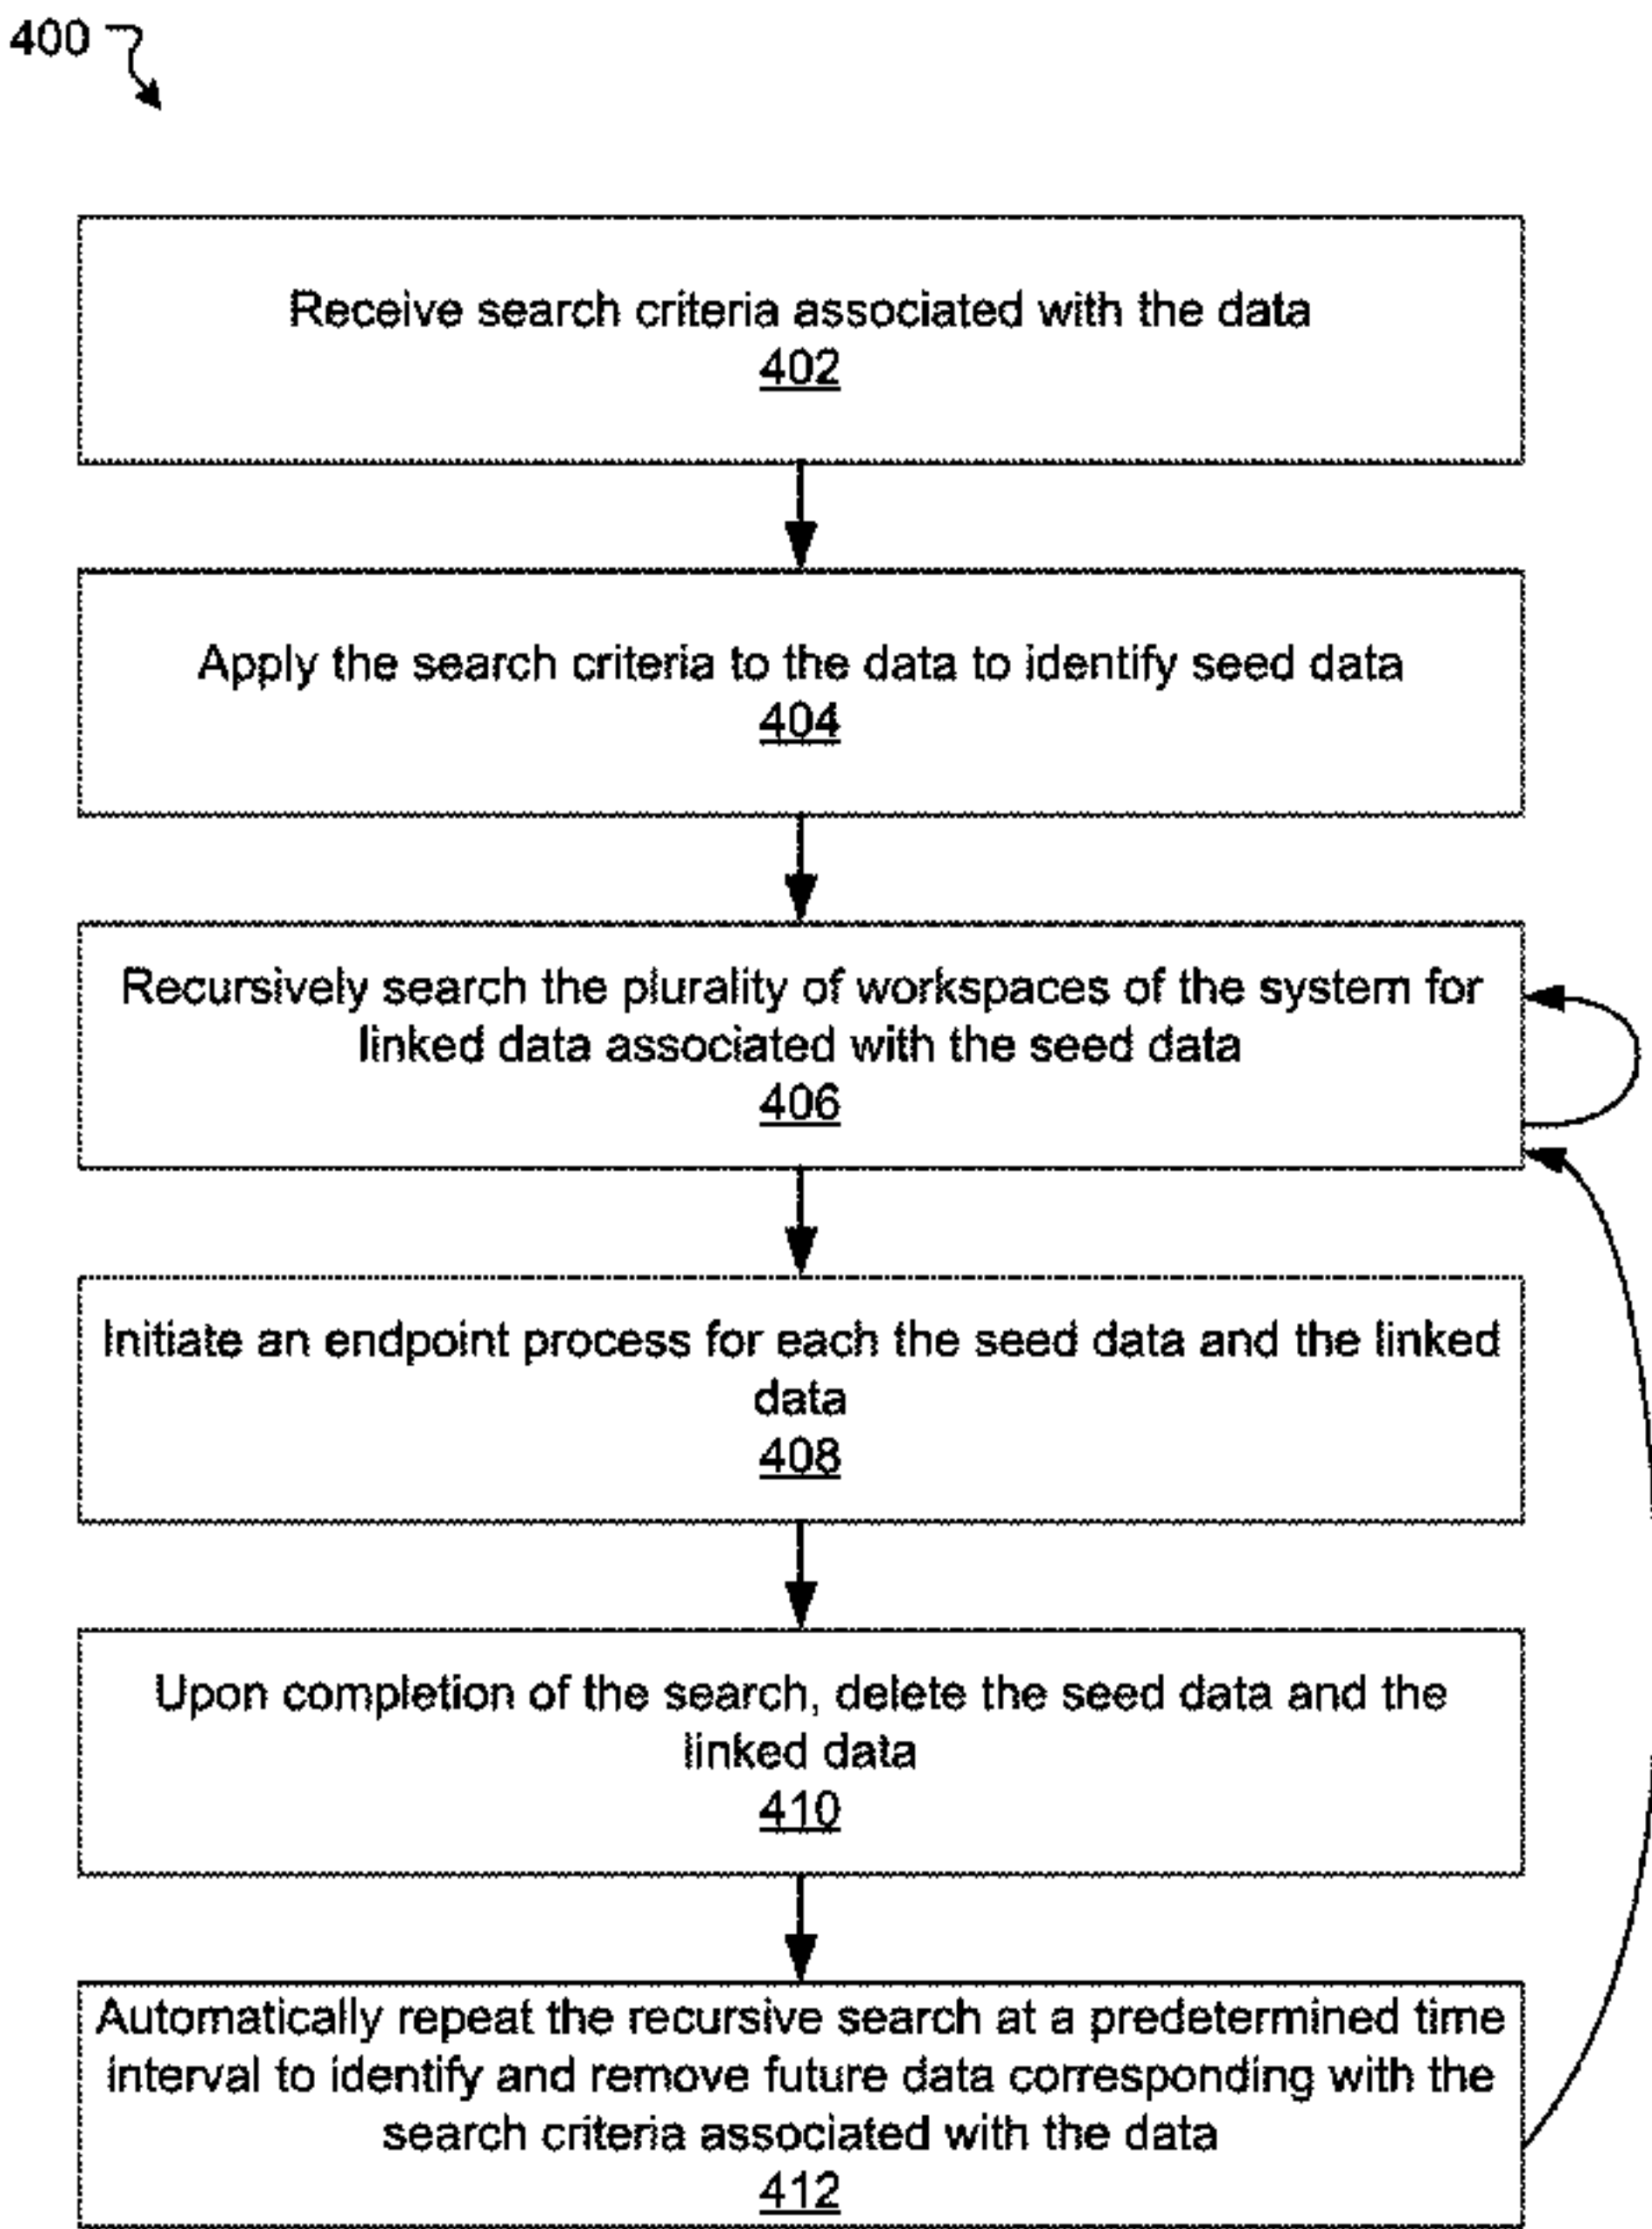 400
Receive search criteria associated with the data
402
Apply the search criteria to the data to identify seed data
404
Recursively search the plurality of workspaces of the system for
linked data associated with the seed data
406
Initiate an endpoint process for each the seed data and the linked
data
408
Upon completion of the search, delete the seed data and the
linked data
410
Automatically repeat the recursive search at a predetermined time
interval to identify and remove future data corresponding with the
search criteria associated with the data
412